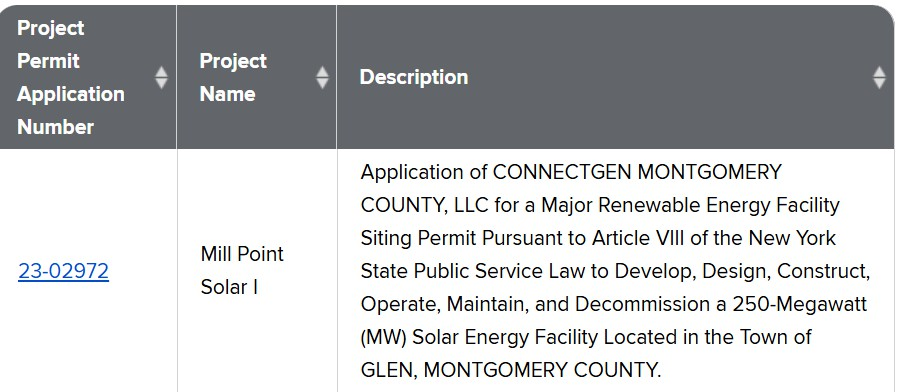 Project
Permit
Application
Number
Project
Name
Description
23-02972
Mill Point
Solar I
Application of CONNECTGEN MONTGOMERY
COUNTY, LLC for a Major Renewable Energy Facility
Siting Permit Pursuant to Article VIII of the New York
State Public Service Law to Develop, Design, Construct,
Operate, Maintain, and Decommission a 250-Megawatt
(MW) Solar Energy Facility Located in the Town of
GLEN, MONTGOMERY COUNTY.